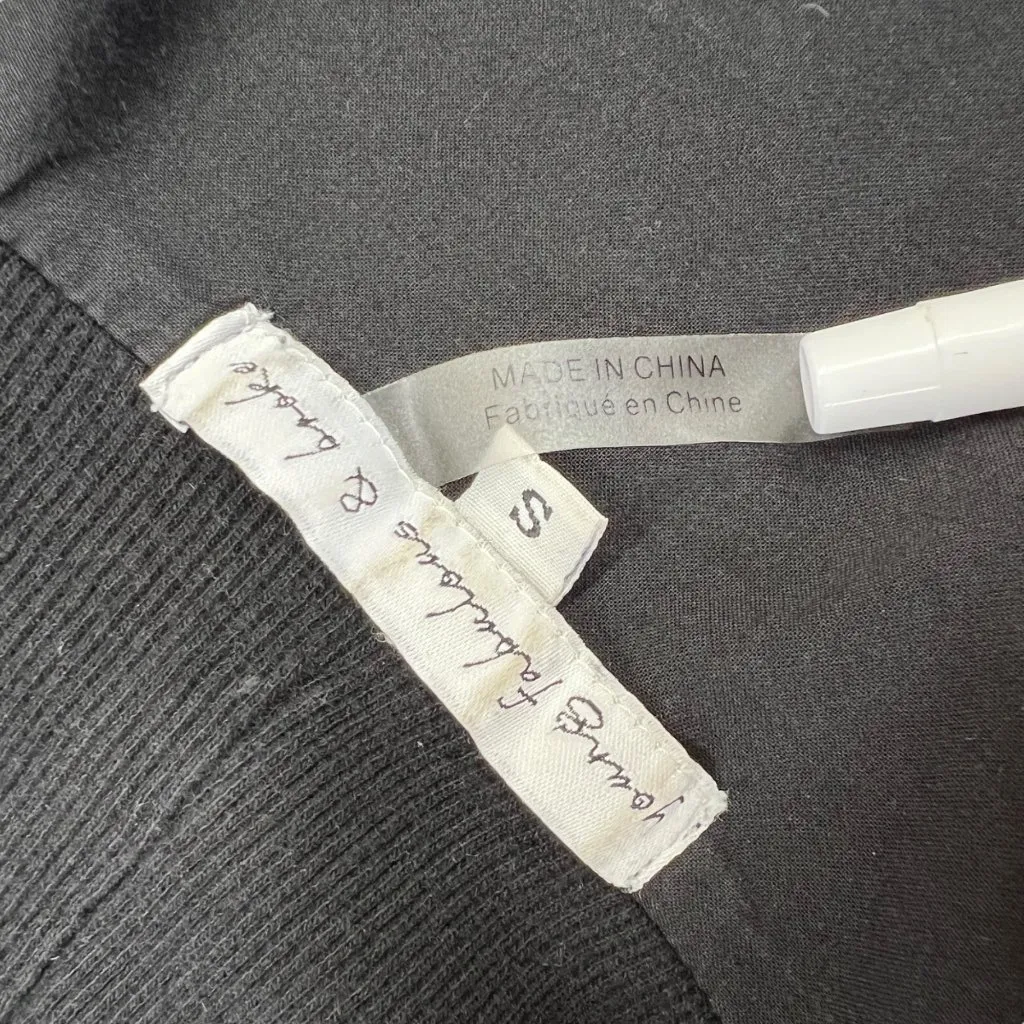 young fabulous & broke
S
MADE IN CHINA
Fabriqué en Chine